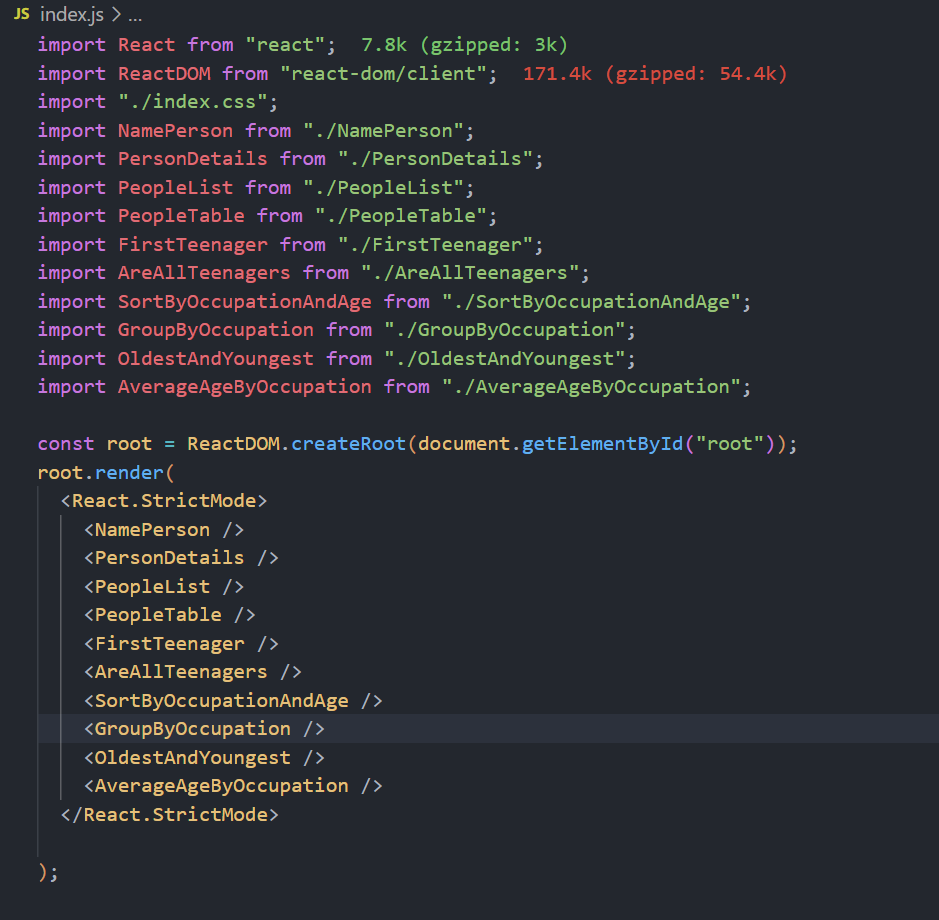 JS index.js > ...
import React from "react";  7.8k (gzipped: 3k)
import ReactDOM from "react-dom/client";  171.4k (gzipped: 54.4k)
import "./index.css";
import NamePerson from "./NamePerson";
import PersonDetails from "./PersonDetails";
import PeopleList from "./PeopleList";
import PeopleTable from "./PeopleTable";
import FirstTeenager from "./FirstTeenager";
import AreAllTeenagers from "./AreAllTeenagers";
import SortByOccupationAndAge from "./SortByOccupationAndAge";
import GroupByOccupation from "./GroupByOccupation";
import OldestAndYoungest from "./OldestAndYoungest";
import AverageAgeByOccupation from "./AverageAgeByOccupation";

const root = ReactDOM.createRoot(document.getElementById("root"));
root.render(
  <React.StrictMode>
    <NamePerson />
    <PersonDetails />
    <PeopleList />
    <PeopleTable />
    <FirstTeenager />
    <AreAllTeenagers />
    <SortByOccupationAndAge />
    <GroupByOccupation />
    <OldestAndYoungest />
    <AverageAgeByOccupation />
  </React.StrictMode>

);